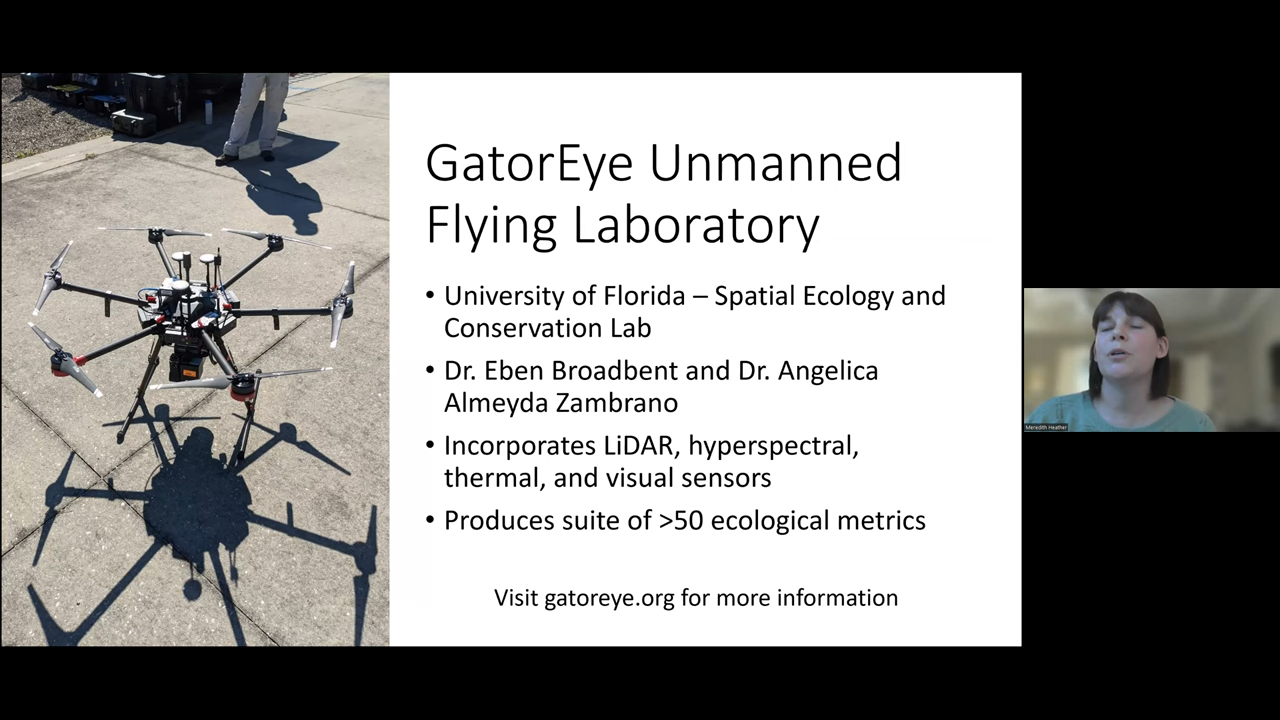 GatorEye Unmanned
Flying Laboratory
• University of Florida – Spatial Ecology and
Conservation Lab
• Dr. Eben Broadbent and Dr. Angelica
Almeyda Zambrano
• Incorporates LiDAR, hyperspectral,
thermal, and visual sensors
• Produces suite of >50 ecological metrics
Visit gatoreye.org for more information
Meredith Heather